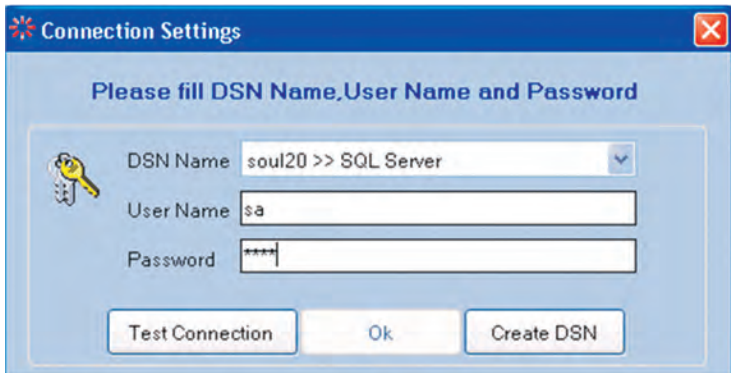 Connection Settings
Please fill DSN Name,User Name and Password
DSN Name soul20 >> SQL Server
User Name sa
Password ****
Test Connection Ok Create DSN